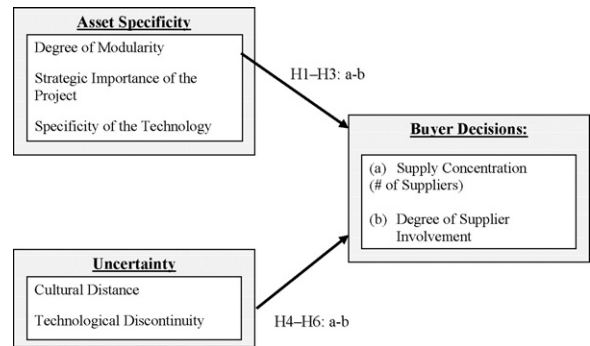 Asset Specificity
Degree of Modularity
Strategic Importance of the
Project
Specificity of the Technology
H1–H3: a-b
Buyer Decisions:
(a) Supply Concentration
(# of Suppliers)
(b) Degree of Supplier
Involvement
Uncertainty
Cultural Distance
Technological Discontinuity
H4–H6: a-b